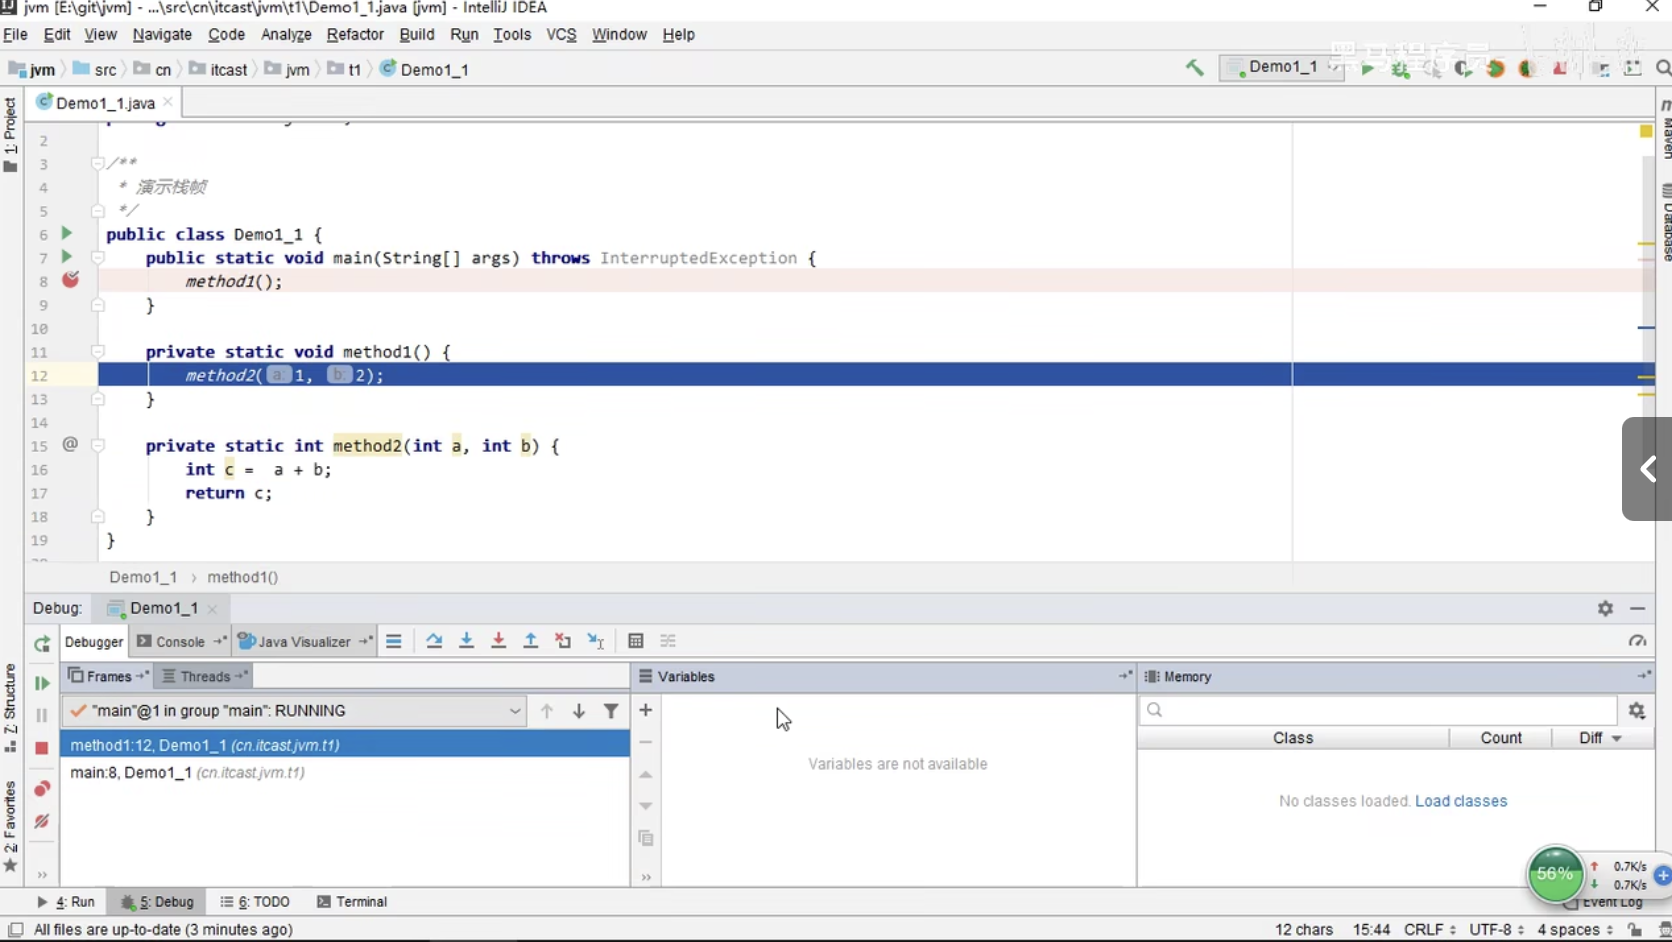 jvm [E:\git\jvm] - ...\src\cn\itcast\jvm\t1\Demo1_1.java [jvm] - IntelliJ IDEA
File Edit View Navigate Code Analyze Refactor Build Run Tools VCS Window Help
jvm src cn itcast jvm t1 Demo1_1 Demo1_1
黑马程序员
Demo1_1.java
1: Project
Maven
Database
2
3 /**
4 * 演示栈帧
5 */
6 public class Demo1_1 {
7 public static void main(String[] args) throws InterruptedException {
8 method1();
9 }
10
11 private static void method1() {
12 method2( a: 1, b: 2);
13 }
14
15 @ private static int method2(int a, int b) {
16 int c = a + b;
17 return c;
18 }
19 }
Demo1_1 › method1()
Debug: Demo1_1
Debugger Console Java Visualizer
Frames Threads Variables Memory
"main"@1 in group "main": RUNNING
Class Count Diff
method1:12, Demo1_1 (cn.itcast.jvm.t1)
main:8, Demo1_1 (cn.itcast.jvm.t1)
Variables are not available
No classes loaded. Load classes
Z: Structure
2: Favorites
56% 0.7K/s
0.7K/s
4: Run 5: Debug 6: TODO Terminal Event Log
All files are up-to-date (3 minutes ago) 12 chars 15:44 CRLF UTF-8 4 spaces